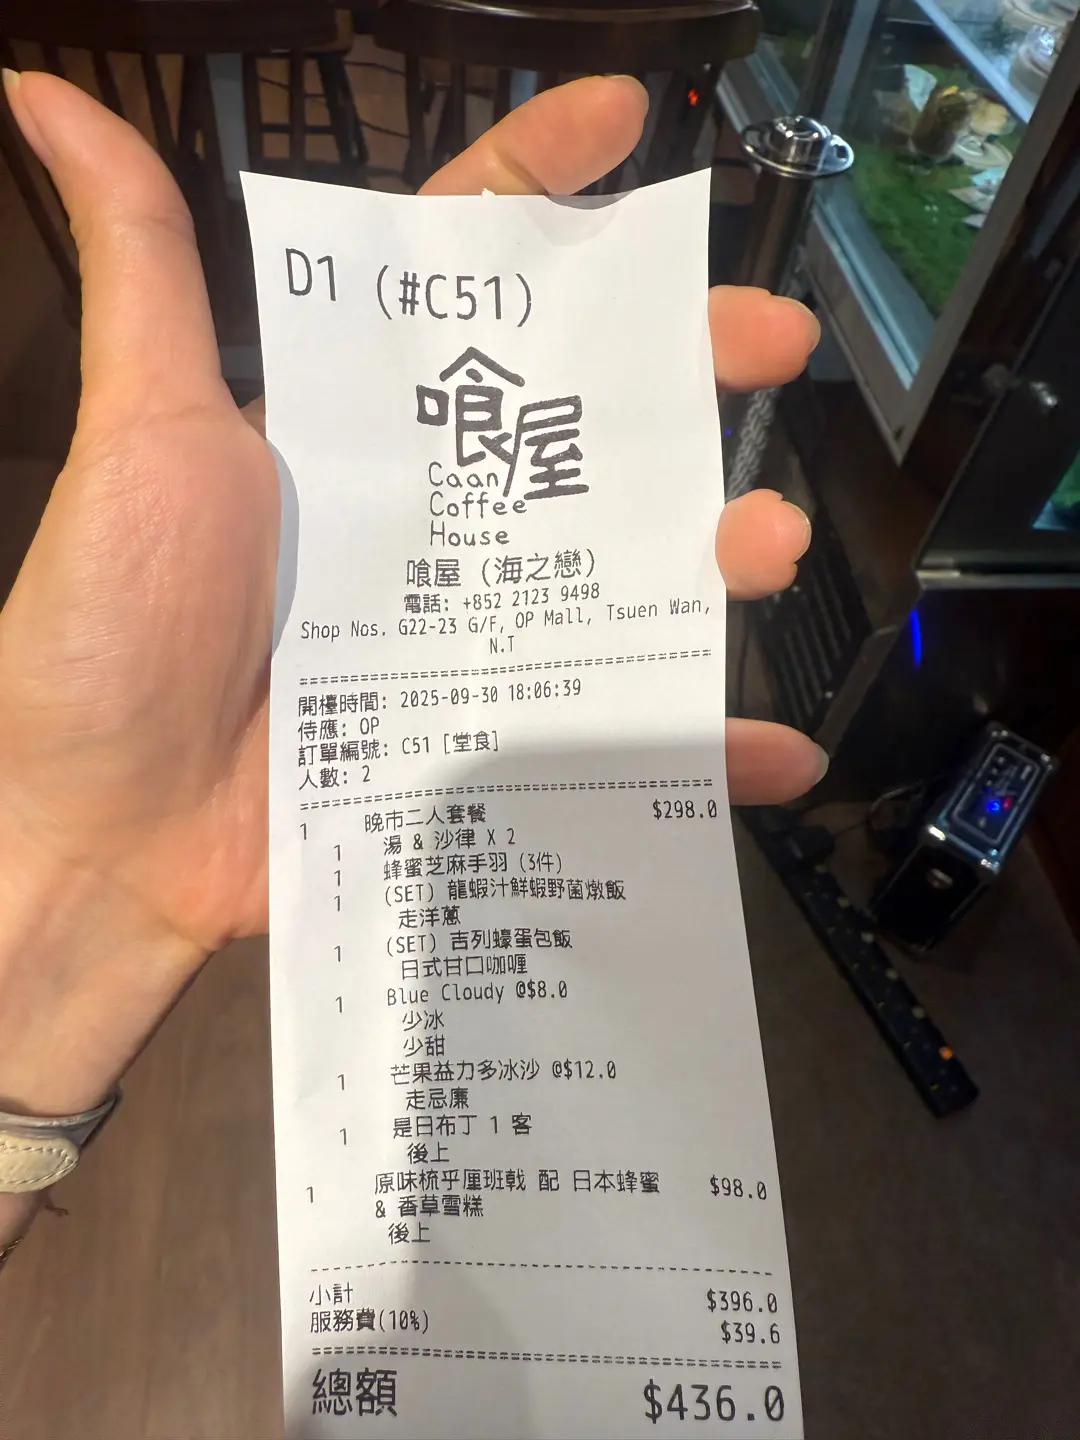 D1 (#C51)
喰屋
Caan
Coffee
House
喰屋 (海之戀)
電話: +852 2123 9498
Shop Nos. G22-23 G/F, OP Mall, Tsuen Wan,
N.T
開檯時間: 2025-09-30 18:06:39
侍應: OP
訂單編號: C51 [堂食]
人數: 2
1 晚市二人套餐 $298.0
1 湯 & 沙律 X 2
1 蜂蜜芝麻手羽 (3件)
1 (SET) 龍蝦汁鮮蝦野菌燉飯
走洋蔥
1 (SET) 吉列蠔蛋包飯
日式甘口咖喱
1 Blue Cloudy @$8.0
少冰
少甜
1 芒果益力多冰沙 @$12.0
走忌廉
1 是日布丁 1 客
後上
1 原味梳乎厘班戟 配 日本蜂蜜 $98.0
& 香草雪糕
後上
小計 $396.0
服務費(10%) $39.6
總額 $436.0